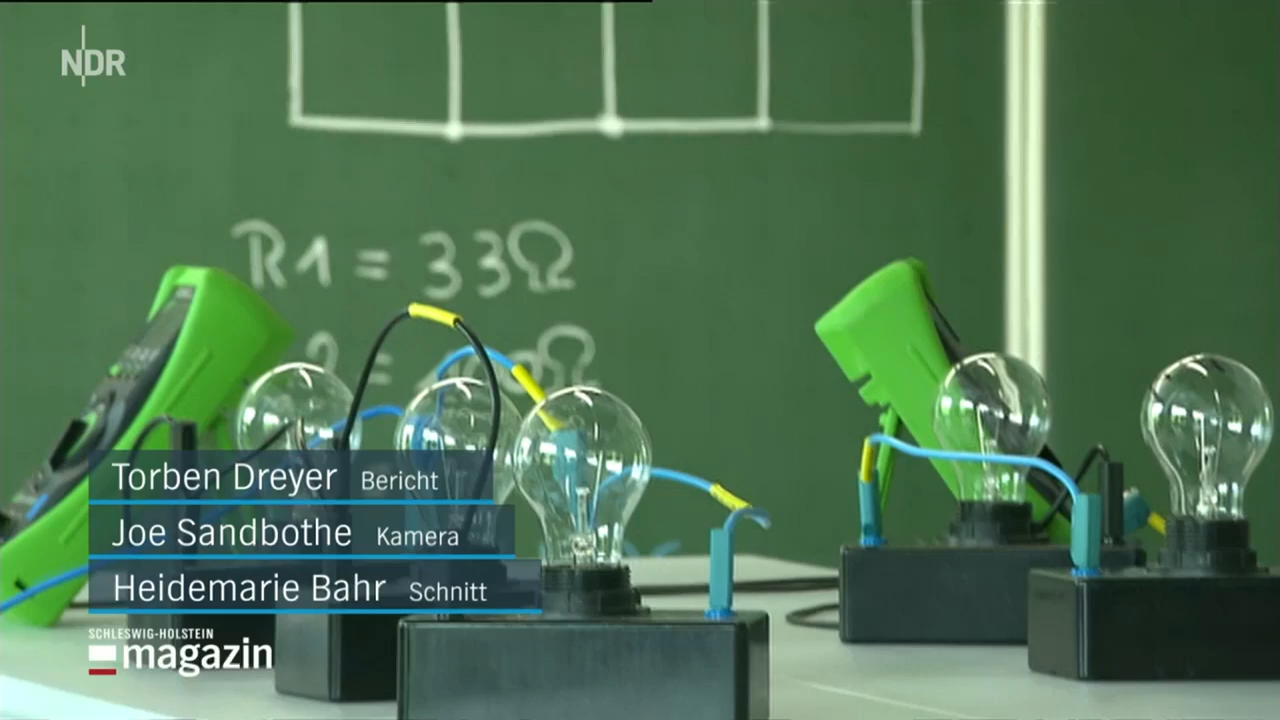 NDR
R1 = 33Ω
Torben Dreyer Bericht
Joe Sandbothe Kamera
Heidemarie Bahr Schnitt
SCHLESWIG-HOLSTEIN
magazin